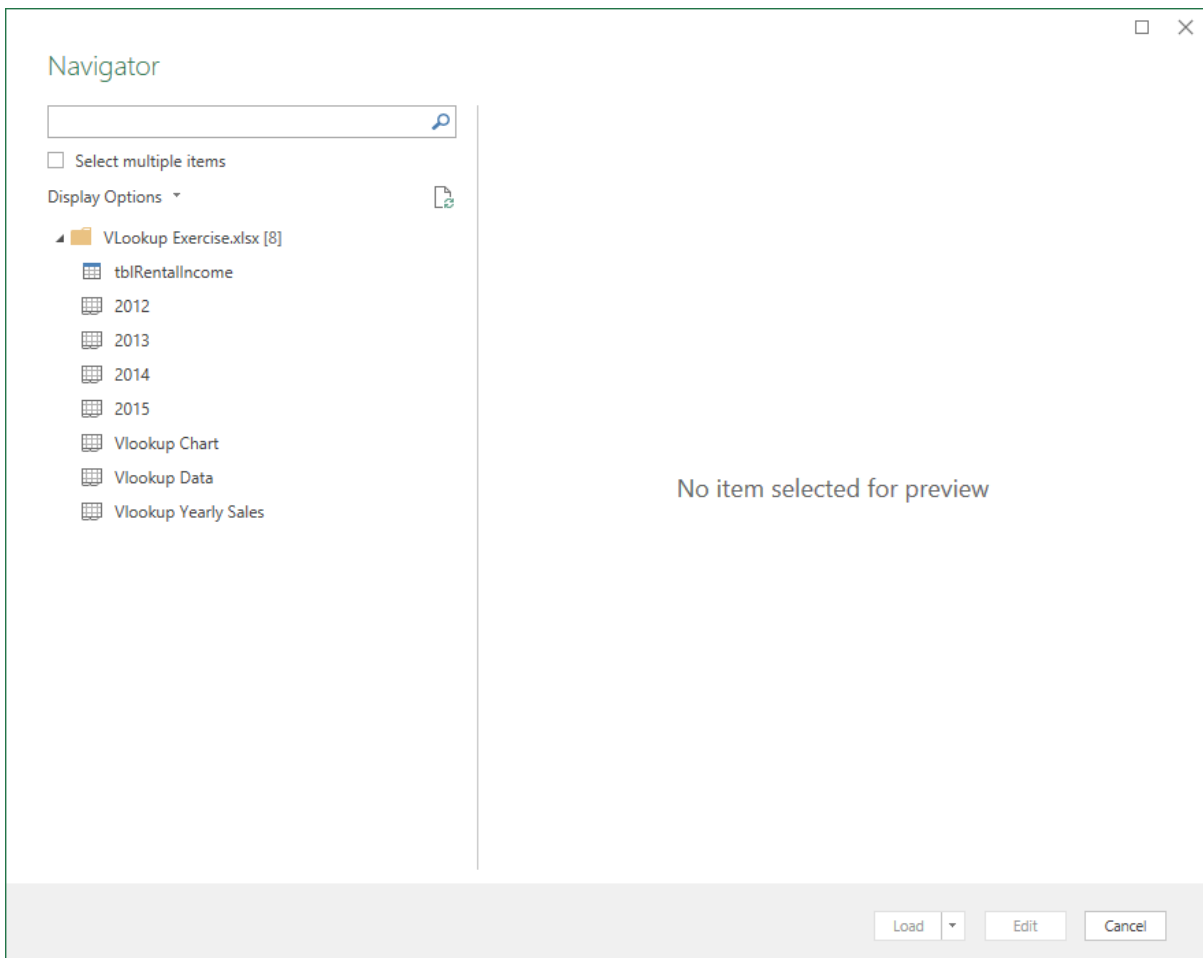 Navigator
Select multiple items
Display Options
VLookup Exercise.xlsx [8]
tblRentalIncome
2012
2013
2014
2015
Vlookup Chart
Vlookup Data
Vlookup Yearly Sales
No item selected for preview
Load
Edit
Cancel